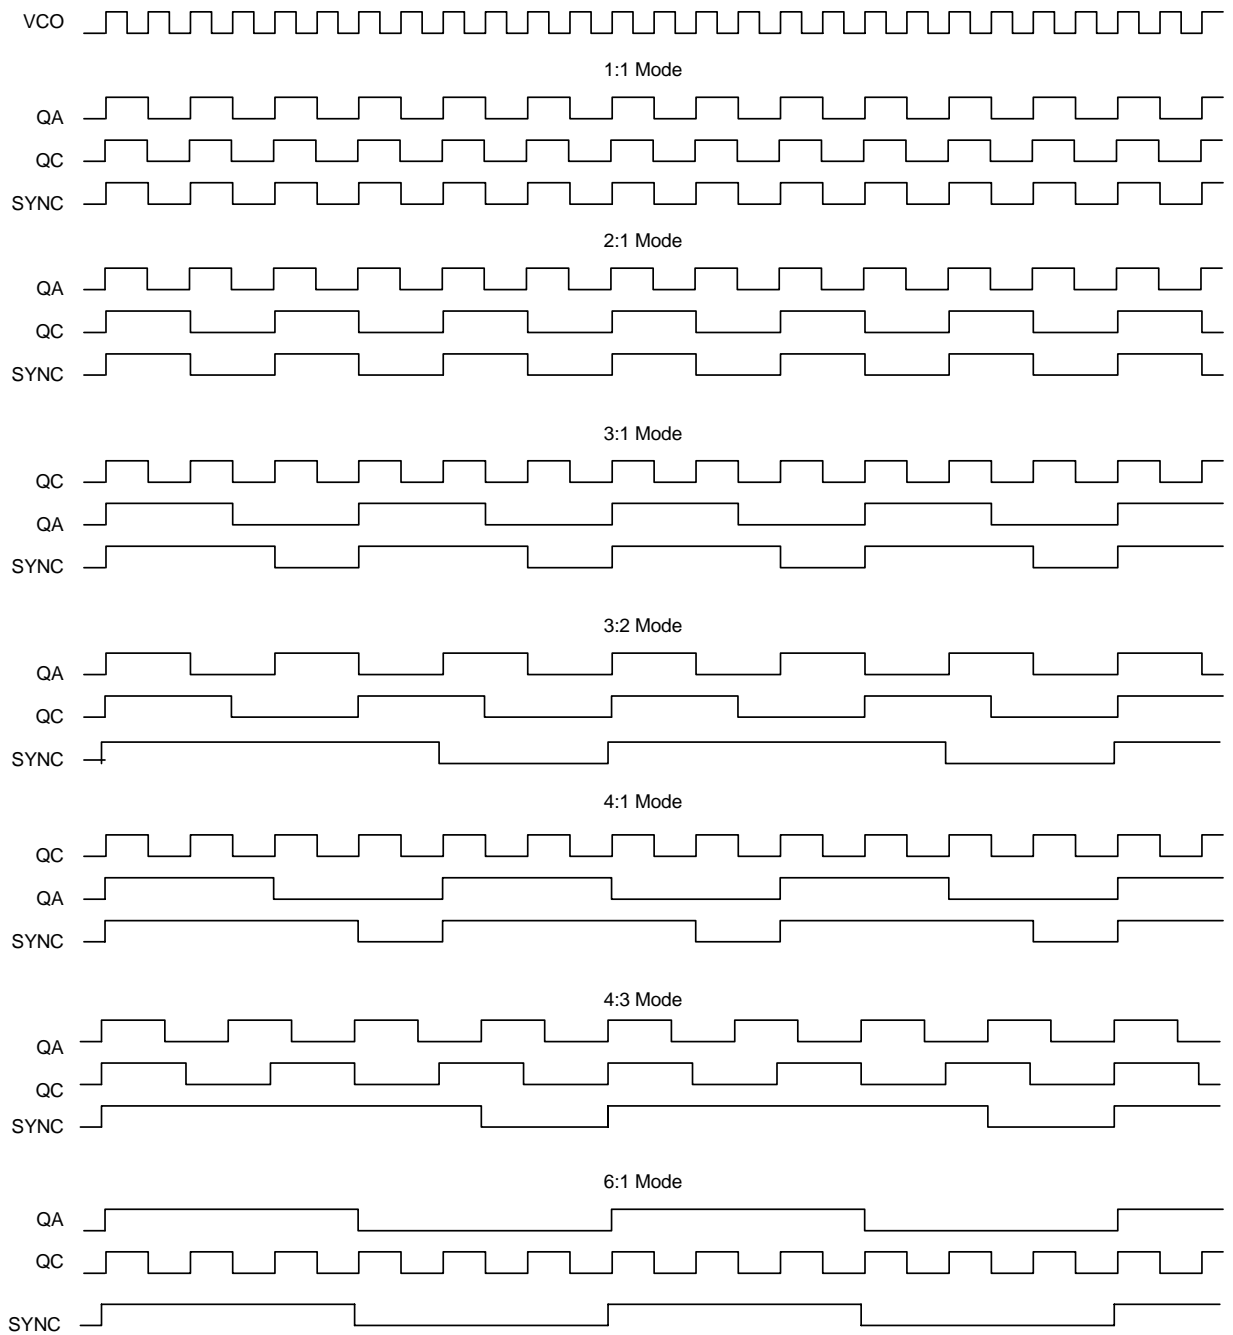 VCO
1:1 Mode
QA
QC
SYNC
2:1 Mode
QA
QC
SYNC
3:1 Mode
QC
QA
SYNC
3:2 Mode
QA
QC
SYNC
4:1 Mode
QC
QA
SYNC
4:3 Mode
QA
QC
SYNC
6:1 Mode
QA
QC
SYNC